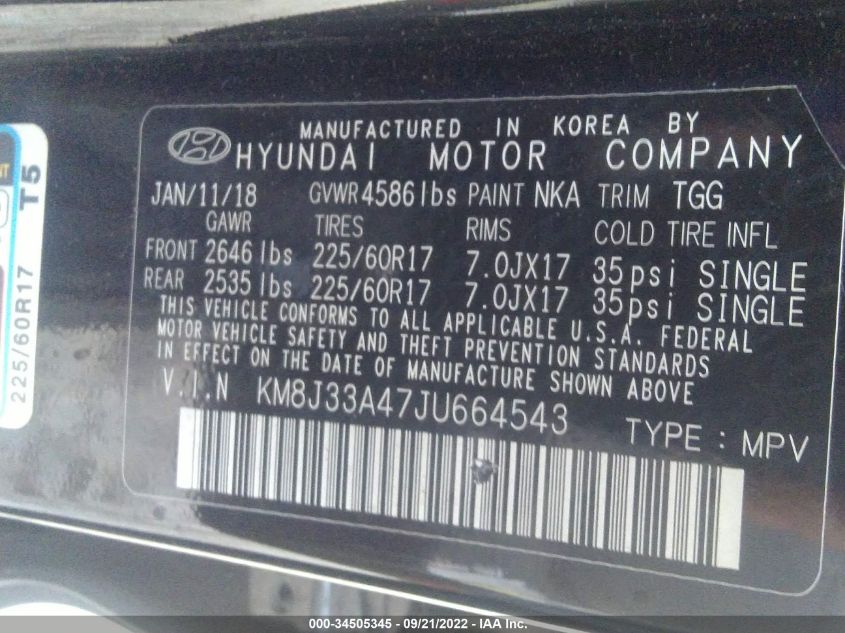 MANUFACTURED IN KOREA BY
HYUNDAI MOTOR COMPANY
JAN/11/18 GVWR 4586 lbs PAINT NKA TRIM TGG
GAWR TIRES RIMS COLD TIRE INFL
FRONT 2646 lbs 225/60R17 7.0JX17 35psi SINGLE
REAR 2535 lbs 225/60R17 7.0JX17 35psi SINGLE
THIS VEHICLE CONFORMS TO ALL APPLICABLE U.S.A. FEDERAL
MOTOR VEHICLE SAFETY AND THEFT PREVENTION STANDARDS
IN EFFECT ON THE DATE OF MANUFACTURE SHOWN ABOVE
V.I.N KM8J33A47JU664543
TYPE : MPV
T5
225/60R17
000-34505345 - 09/21/2022 - IAA Inc.